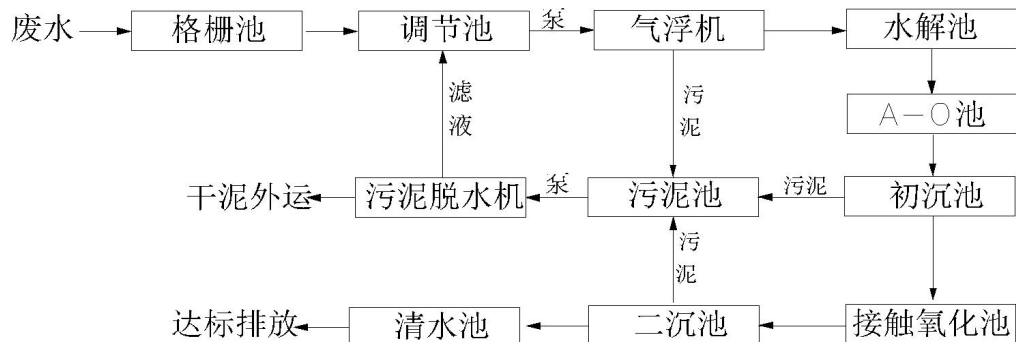 废水 格栅池 调节池 泵 气浮机 水解池
滤液 污泥 A-O池
干泥外运 污泥脱水机 泵 污泥池 污泥 初沉池
污泥
达标排放 清水池 二沉池 接触氧化池